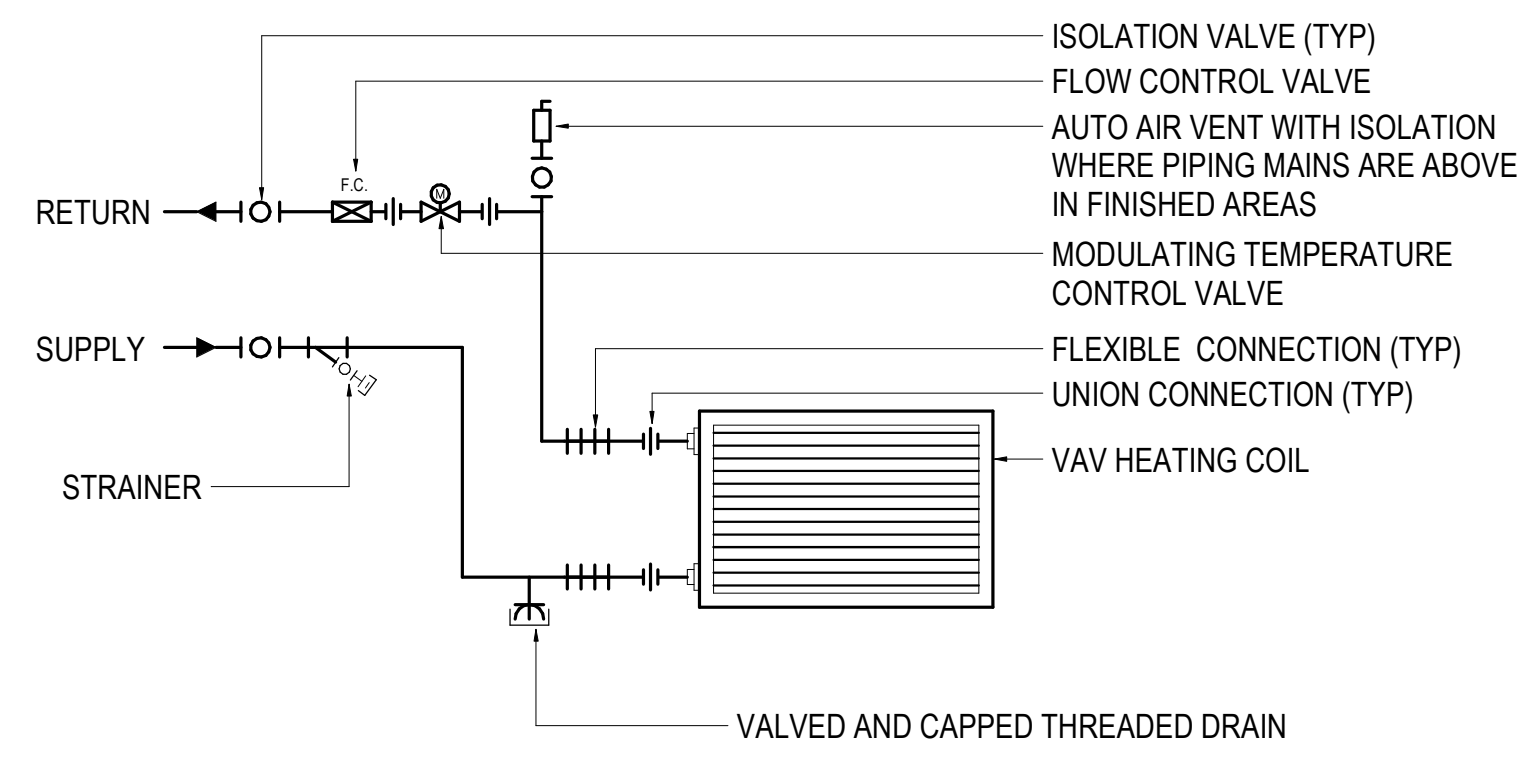 ISOLATION VALVE (TYP)
FLOW CONTROL VALVE
AUTO AIR VENT WITH ISOLATION
WHERE PIPING MAINS ARE ABOVE
IN FINISHED AREAS
F.C.
M
RETURN
MODULATING TEMPERATURE
CONTROL VALVE
SUPPLY
FLEXIBLE CONNECTION (TYP)
UNION CONNECTION (TYP)
VAV HEATING COIL
STRAINER
VALVED AND CAPPED THREADED DRAIN